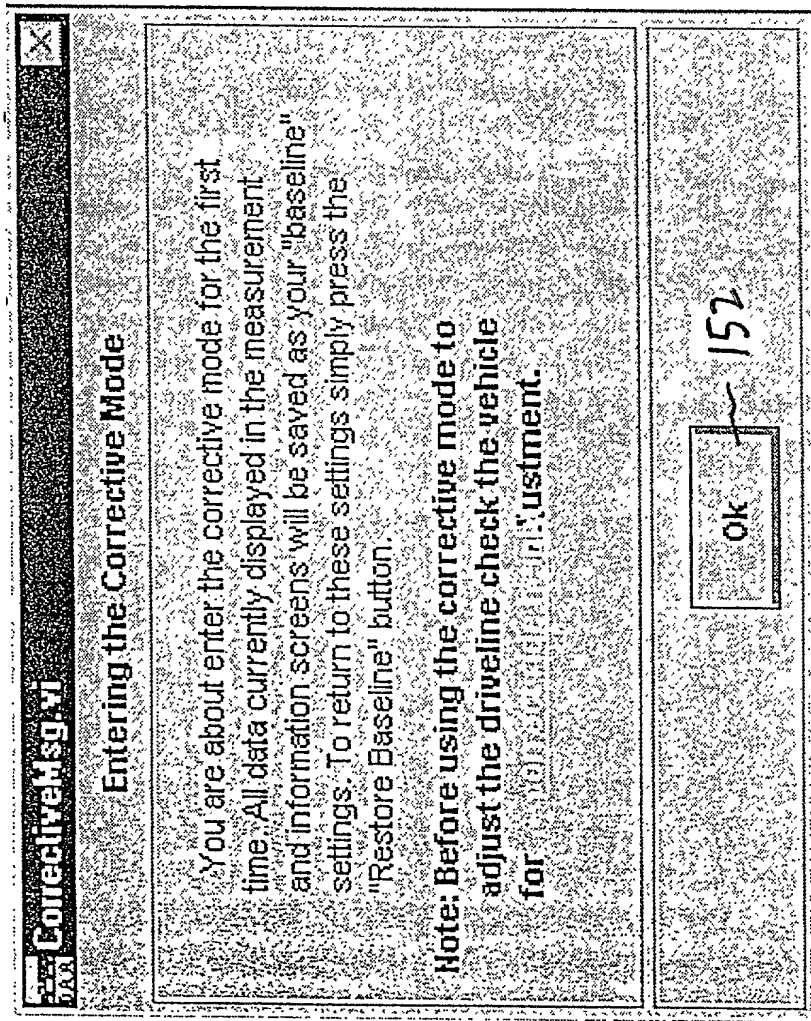 CorrectiveMsg.vi
Entering the Corrective Mode
You are about enter the corrective mode for the first
time. All data currently displayed in the measurement
and information screens will be saved as your "baseline"
settings. To return to these settings simply press the
"Restore Baseline" button.
Note: Before using the corrective mode to
adjust the driveline check the vehicle
for
Ok 152